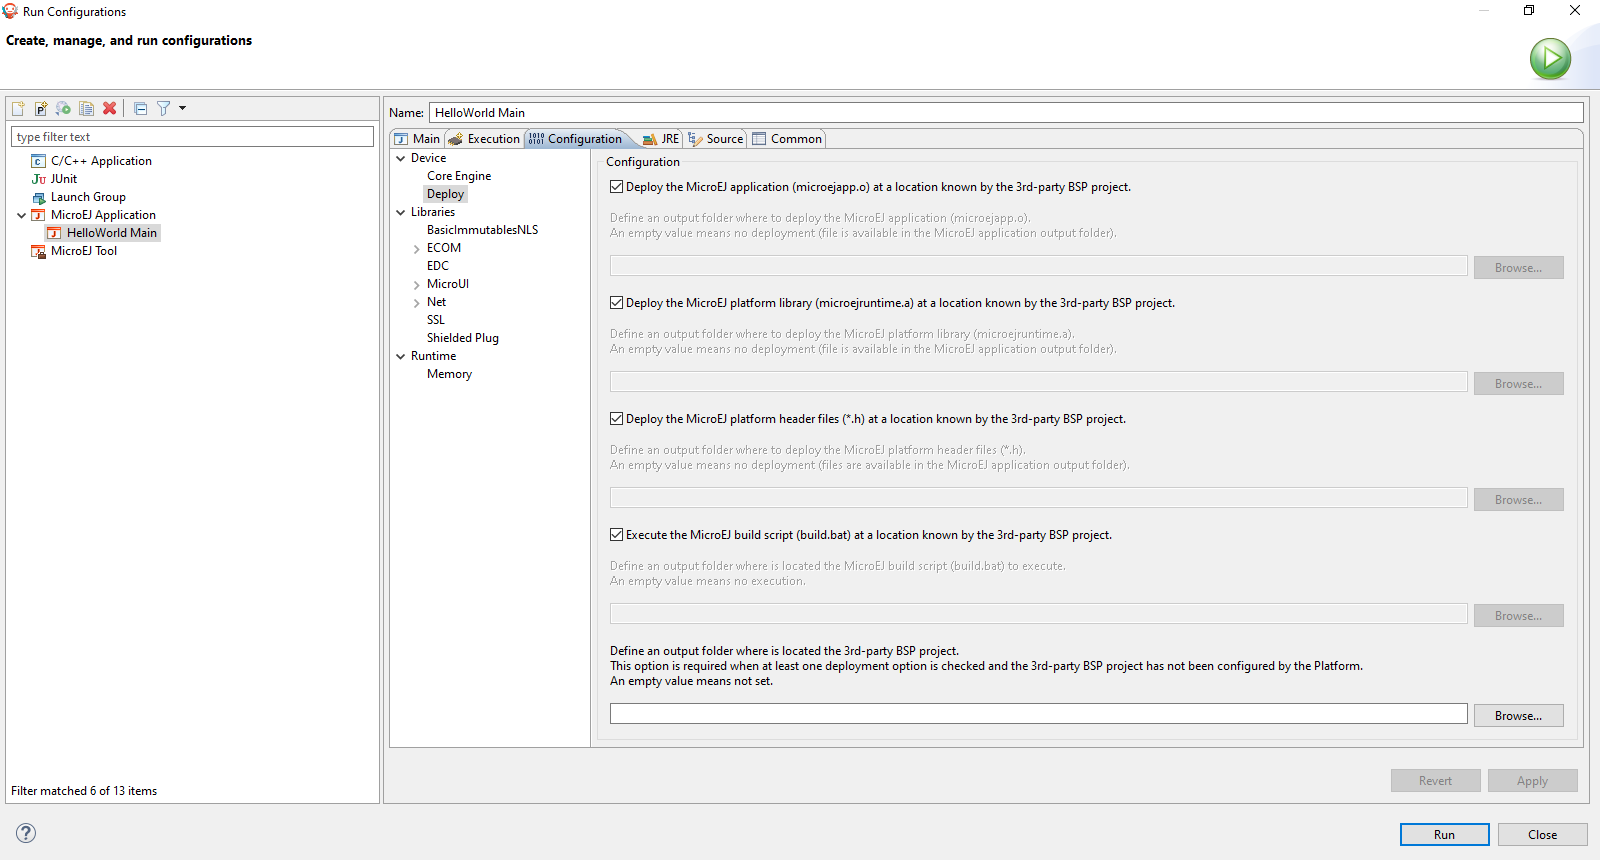 Run Configurations
Create, manage, and run configurations
type filter text
C/C++ Application
JUnit
Launch Group
MicroEJ Application
HelloWorld Main
MicroEJ Tool
Filter matched 6 of 13 items
Name: HelloWorld Main
Main Execution Configuration JRE Source Common
Device
Core Engine
Deploy
Libraries
BasicImmutablesNLS
ECOM
EDC
MicroUI
Net
SSL
Shielded Plug
Runtime
Memory
Configuration
Deploy the MicroEJ application (microejapp.o) at a location known by the 3rd-party BSP project.
Define an output folder where to deploy the MicroEJ application (microejapp.o).
An empty value means no deployment (file is available in the MicroEJ application output folder).
Browse...
Deploy the MicroEJ platform library (microejruntime.a) at a location known by the 3rd-party BSP project.
Define an output folder where to deploy the MicroEJ platform library (microejruntime.a).
An empty value means no deployment (file is available in the MicroEJ application output folder).
Browse...
Deploy the MicroEJ platform header files (*.h) at a location known by the 3rd-party BSP project.
Define an output folder where to deploy the MicroEJ platform header files (*.h).
An empty value means no deployment (files are available in the MicroEJ application output folder).
Browse...
Execute the MicroEJ build script (build.bat) at a location known by the 3rd-party BSP project.
Define an output folder where is located the MicroEJ build script (build.bat) to execute.
An empty value means no execution.
Browse...
Define an output folder where is located the 3rd-party BSP project.
This option is required when at least one deployment option is checked and the 3rd-party BSP project has not been configured by the Platform.
An empty value means not set.
Browse...
Revert Apply
Run Close